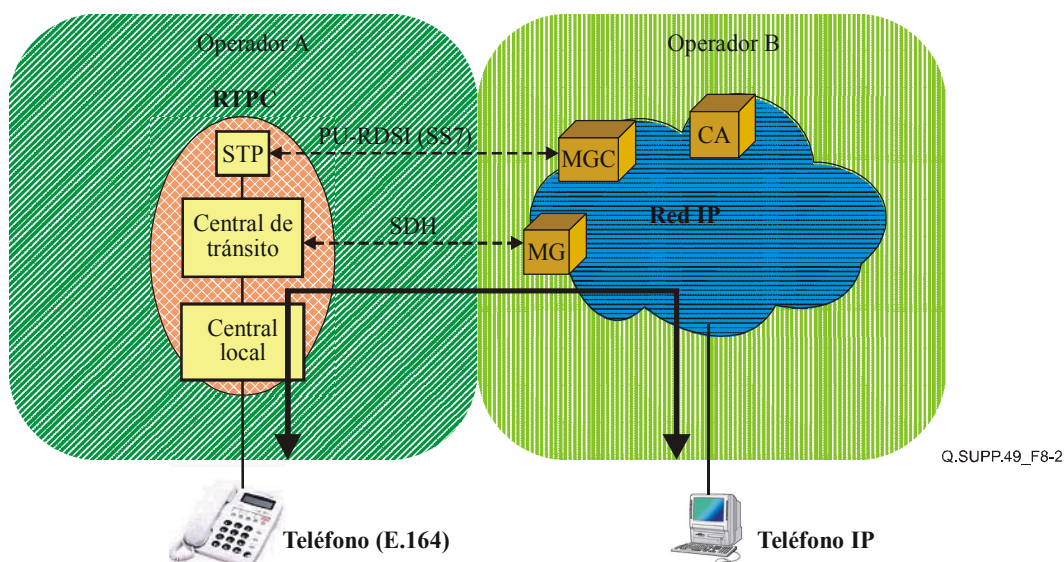 Operador A
Operador B
RTPC
PU-RDSI (SS7)
STP
MGC
CA
Central de
tránsito
SDH
Red IP
MG
Central
local
Q.SUPP.49_F8-2
Teléfono (E.164)
Teléfono IP